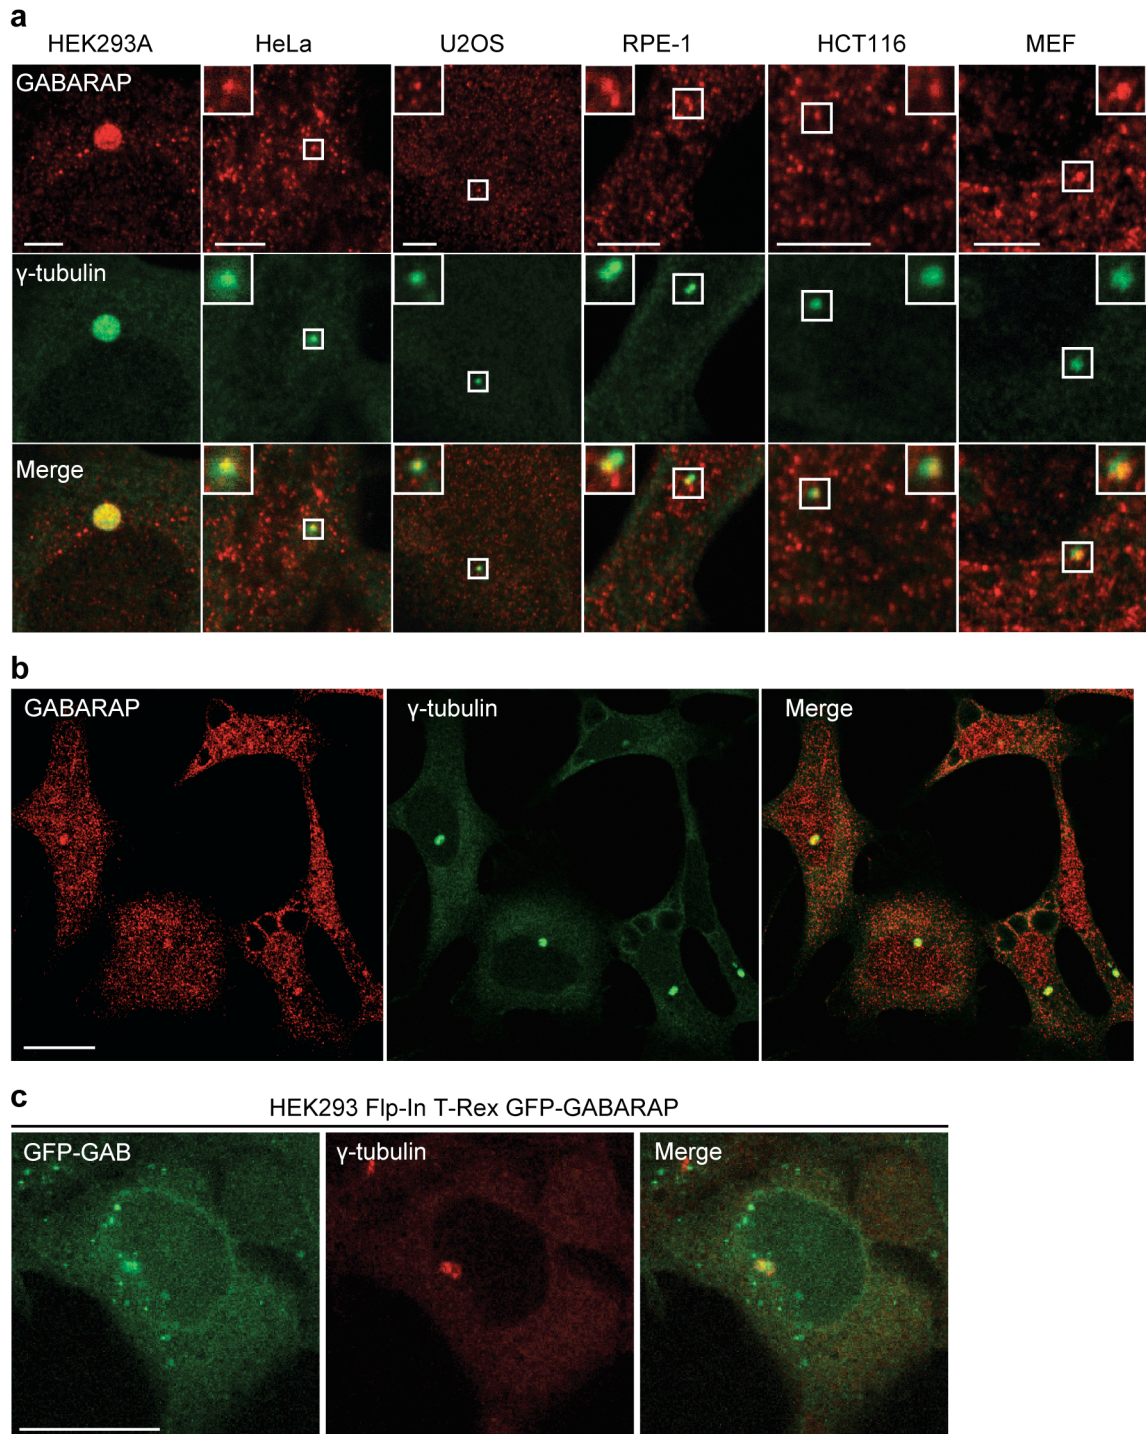 a
HEK293A HeLa U2OS RPE-1 HCT116 MEF
GABARAP
γ-tubulin
Merge
b
GABARAP γ-tubulin Merge
c
HEK293 Flp-In T-Rex GFP-GABARAP
GFP-GAB γ-tubulin Merge